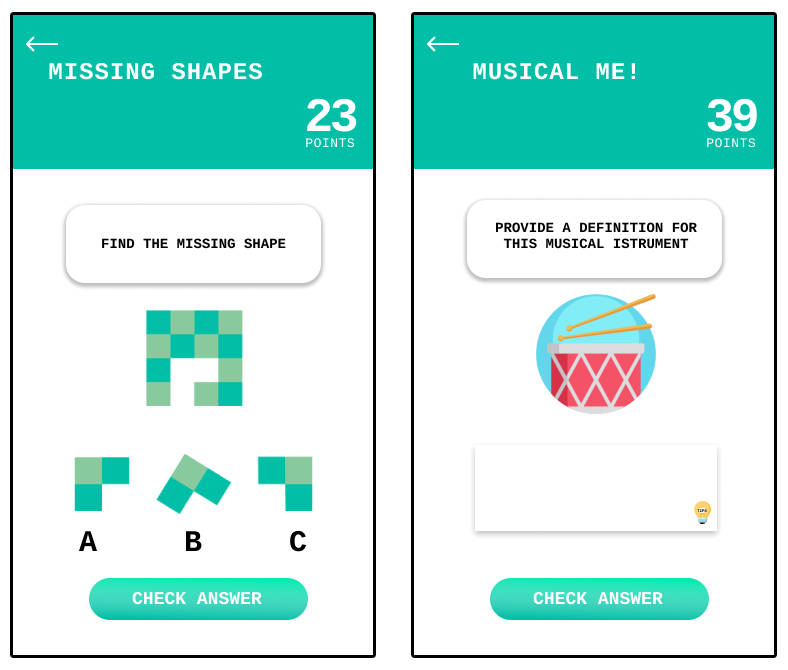 MISSING SHAPES
23
POINTS
FIND THE MISSING SHAPE
A
B
C
CHECK ANSWER
MUSICAL ME!
39
POINTS
PROVIDE A DEFINITION FOR
THIS MUSICAL ISTRUMENT
TIPS
CHECK ANSWER